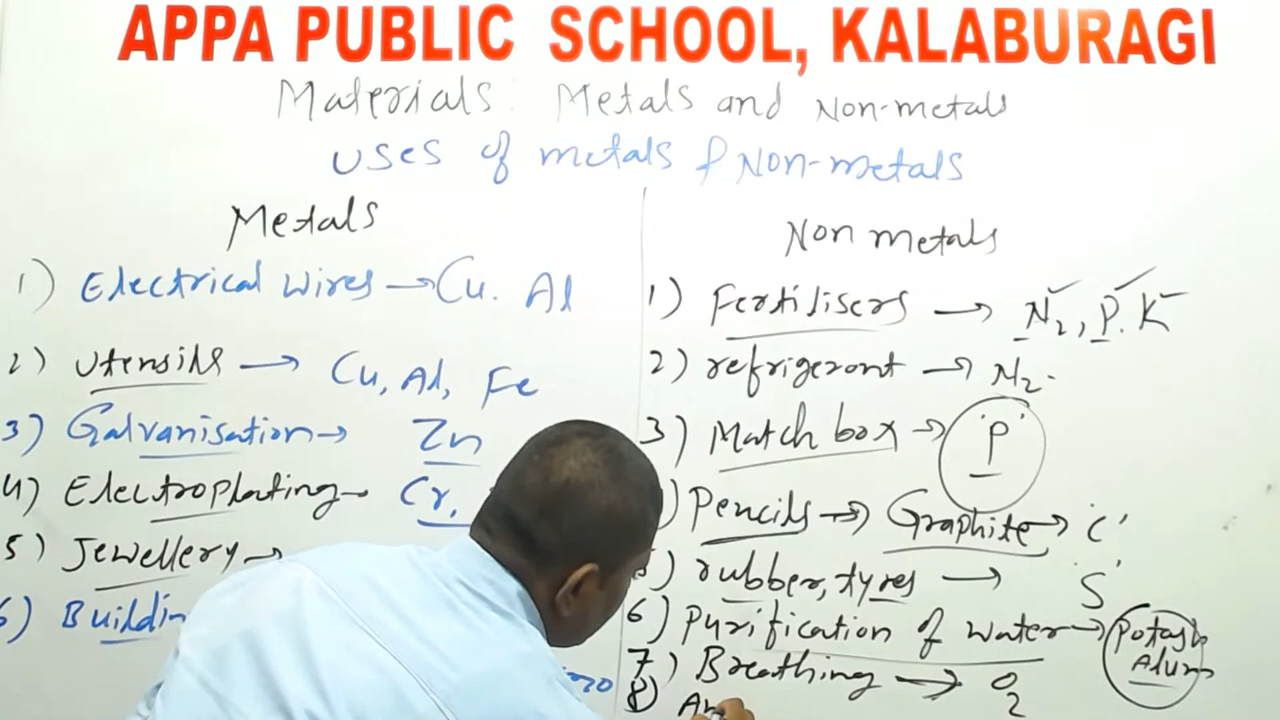 APPA PUBLIC SCHOOL, KALABURAGI
Materials: Metals and Non-metals
uses of metals & Non-metals
Metals
1) Electrical wires → Cu. Al
2) Utensils → Cu, Al, Fe
3) Galvanisation → Zn
4) Electroplating → Cr,
5) Jewellery →
6) Buildin
Non metals
1) Fertilisers → N2, P. K
2) refrigeront → N2.
3) Match box → 'P'
) Pencils → Graphite → 'C'
) rubber, tyres → 'S'
6) Purification of water → Potash Alum
7) Breathing → O2
8)